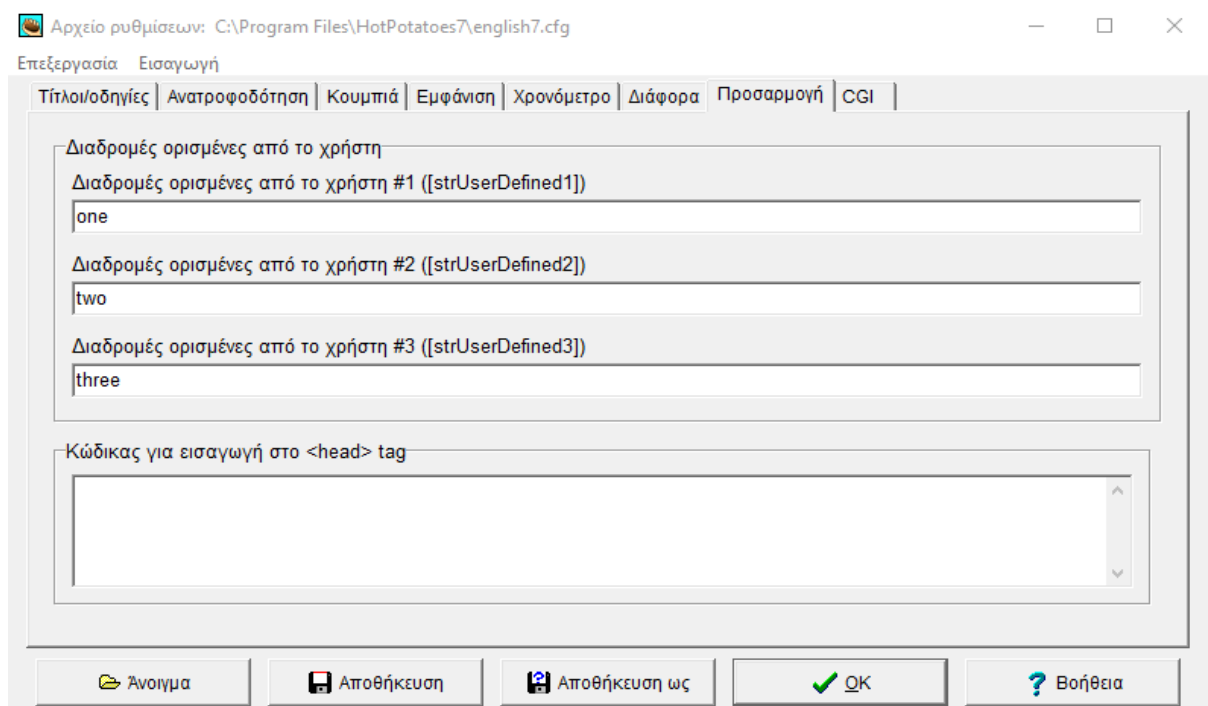 Αρχείο ρυθμίσεων: C:\Program Files\HotPotatoes7\english7.cfg
Επεξεργασία Εισαγωγή
Τίτλοι/οδηγίες Ανατροφοδότηση Κουμπιά Εμφάνιση Χρονόμετρο Διάφορα Προσαρμογή CGI
Διαδρομές ορισμένες από το χρήστη
Διαδρομές ορισμένες από το χρήστη #1 ([strUserDefined1])
one
Διαδρομές ορισμένες από το χρήστη #2 ([strUserDefined2])
two
Διαδρομές ορισμένες από το χρήστη #3 ([strUserDefined3])
three
Κώδικας για εισαγωγή στο <head> tag
Άνοιγμα Αποθήκευση Αποθήκευση ως OK Βοήθεια